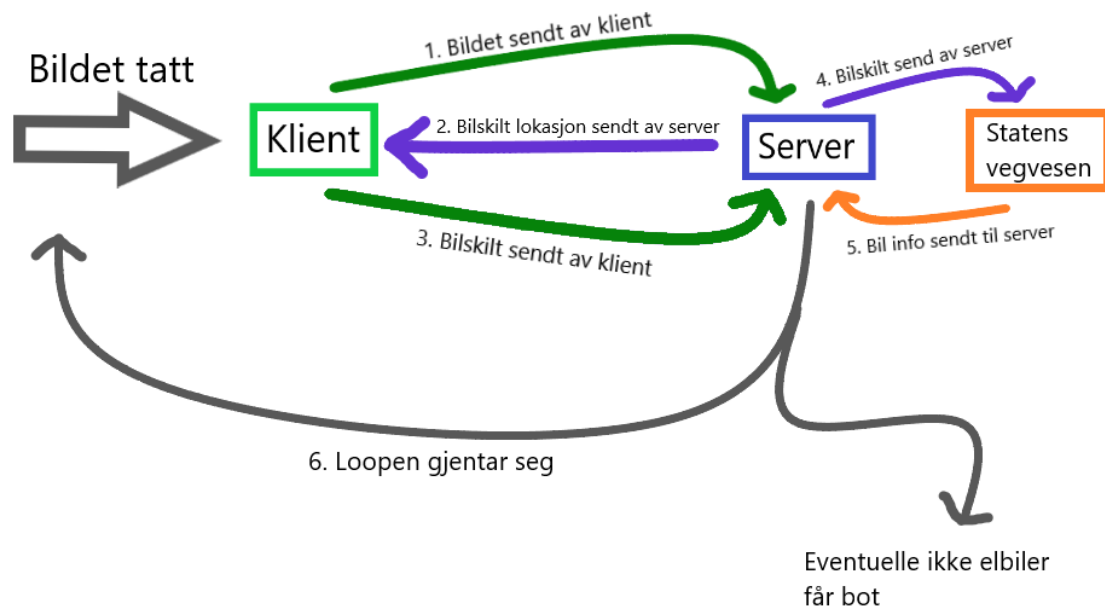 Bildet tatt
Klient
1. Bildet sendt av klient
2. Bilskilt lokasjon sendt av server
3. Bilskilt sendt av klient
Server
4. Bilskilt send av server
Statens
vegvesen
5. Bil info sendt til server
6. Loopen gjentar seg
Eventuelle ikke elbiler
får bot